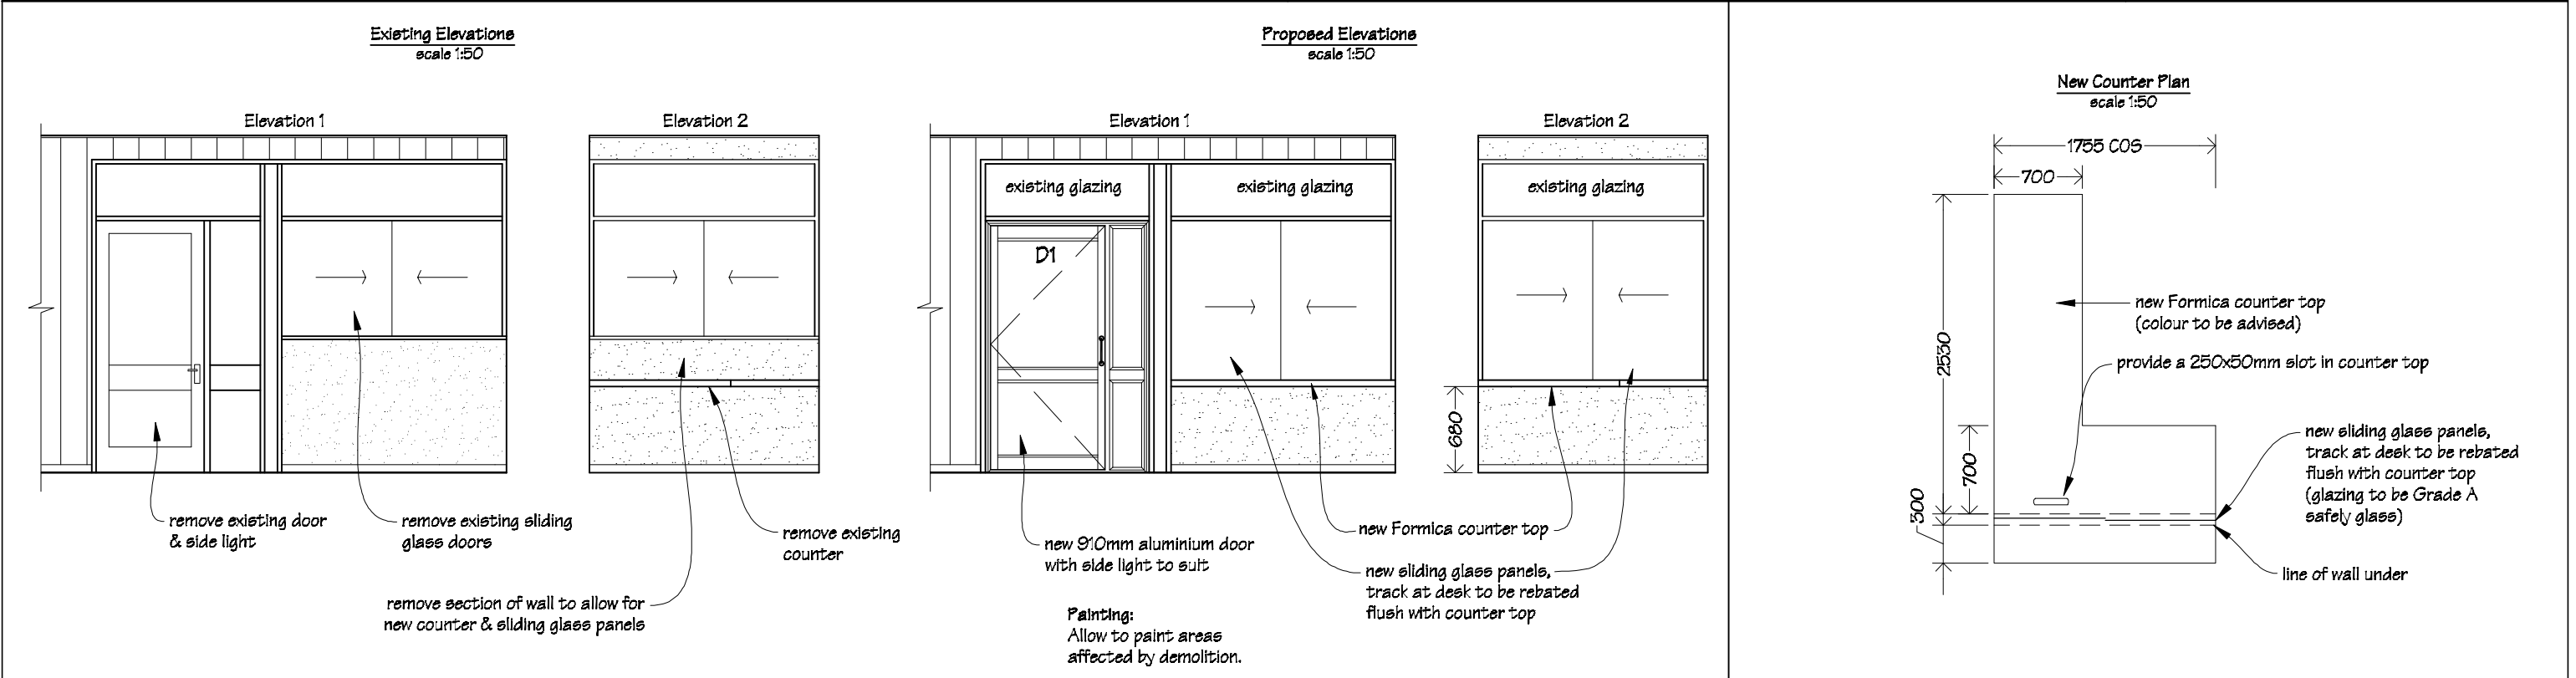 Existing Elevations
scale 1:50
Elevation 1
Elevation 2
remove existing door
& side light
remove existing sliding
glass doors
remove existing
counter
remove section of wall to allow for
new counter & sliding glass panels
Proposed Elevations
scale 1:50
Elevation 1
Elevation 2
existing glazing
existing glazing
existing glazing
D1
680
new 910mm aluminium door
with side light to suit
new Formica counter top
new sliding glass panels,
track at desk to be rebated
flush with counter top
Painting:
Allow to paint areas
affected by demolition.
New Counter Plan
scale 1:50
1755 COS
700
2530
700
300
new Formica counter top
(colour to be advised)
provide a 250x50mm slot in counter top
new sliding glass panels,
track at desk to be rebated
flush with counter top
(glazing to be Grade A
safely glass)
line of wall under